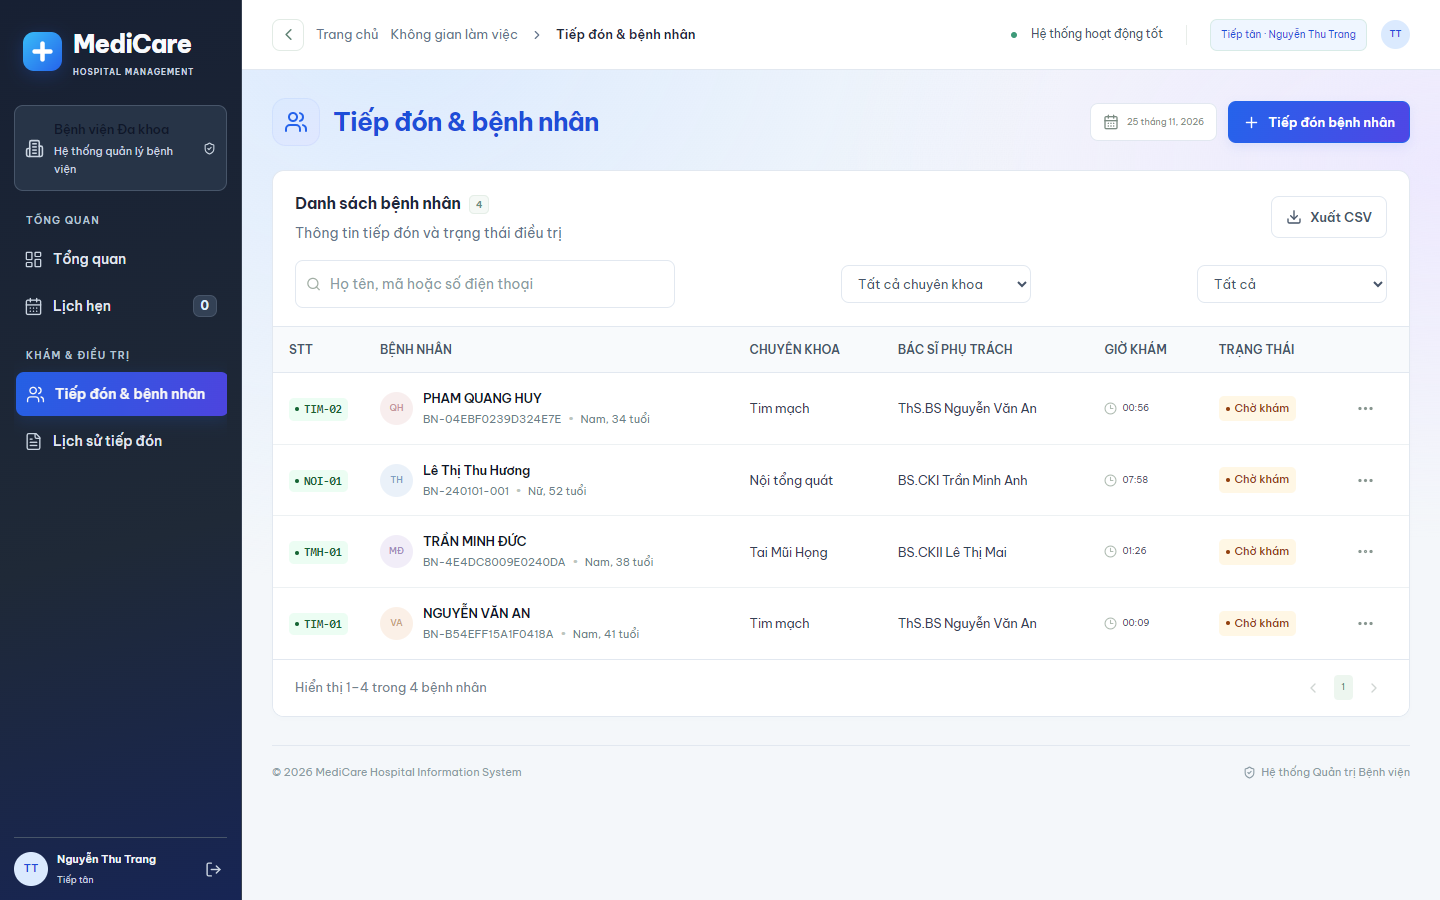 MediCare
HOSPITAL MANAGEMENT
Bệnh viện Đa khoa
Hệ thống quản lý bệnh
viện
TỔNG QUAN
Tổng quan
Lịch hẹn 0
KHÁM & ĐIỀU TRỊ
Tiếp đón & bệnh nhân
Lịch sử tiếp đón
TT
Nguyễn Thu Trang
Tiếp tân
Trang chủ Không gian làm việc Tiếp đón & bệnh nhân
Hệ thống hoạt động tốt
Tiếp tân · Nguyễn Thu Trang
TT
Tiếp đón & bệnh nhân
25 tháng 11, 2026
Tiếp đón bệnh nhân
Danh sách bệnh nhân 4
Thông tin tiếp đón và trạng thái điều trị
Xuất CSV
Họ tên, mã hoặc số điện thoại
Tất cả chuyên khoa
Tất cả
STT BỆNH NHÂN CHUYÊN KHOA BÁC SĨ PHỤ TRÁCH GIỜ KHÁM TRẠNG THÁI
TIM-02 QH PHAM QUANG HUY Tim mạch ThS.BS Nguyễn Văn An 00:56 Chờ khám
BN-04EBF0239D324E7E • Nam, 34 tuổi
NOI-01 TH Lê Thị Thu Hương Nội tổng quát BS.CKI Trần Minh Anh 07:58 Chờ khám
BN-240101-001 • Nữ, 52 tuổi
TMH-01 MĐ TRẦN MINH ĐỨC Tai Mũi Họng BS.CKII Lê Thị Mai 01:26 Chờ khám
BN-4E4DC8009E0240DA • Nam, 38 tuổi
TIM-01 VA NGUYỄN VĂN AN Tim mạch ThS.BS Nguyễn Văn An 00:09 Chờ khám
BN-B54EFF15A1F0418A • Nam, 41 tuổi
Hiển thị 1–4 trong 4 bệnh nhân
1
© 2026 MediCare Hospital Information System
Hệ thống Quản trị Bệnh viện